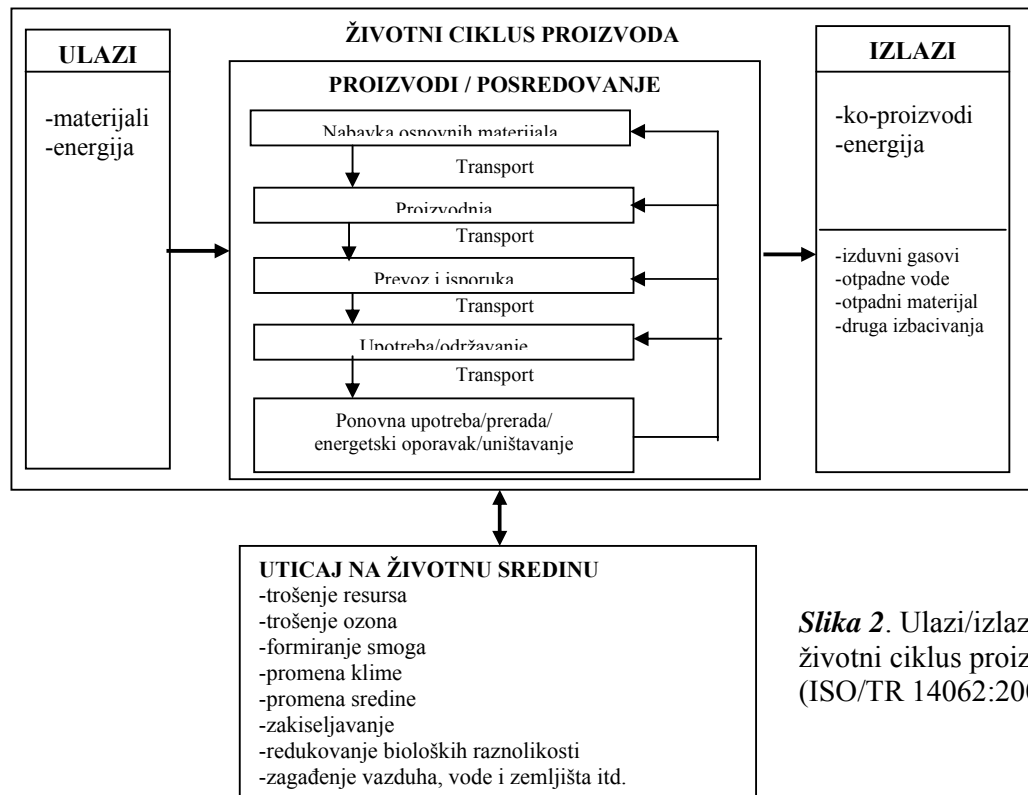 ŽIVOTNI CIKLUS PROIZVODA
ULAZI
-materijali
-energija
PROIZVODI / POSREDOVANJE
Nabavka osnovnih materijala
Transport
Proizvodnja
Transport
Prevoz i isporuka
Transport
Upotreba/održavanje
Transport
Ponovna upotreba/prerada/
energetski oporavak/uništavanje
IZLAZI
-ko-proizvodi
-energija
-izduvni gasovi
-otpadne vode
-otpadni materijal
-druga izbacivanja
UTICAJ NA ŽIVOTNU SREDINU
-trošenje resursa
-trošenje ozona
-formiranje smoga
-promena klime
-promena sredine
-zakiseljavanje
-redukovanje bioloških raznolikosti
-zagađenje vazduha, vode i zemljišta itd.
Slika 2. Ulazi/izlaz
životni ciklus proiz
(ISO/TR 14062:200